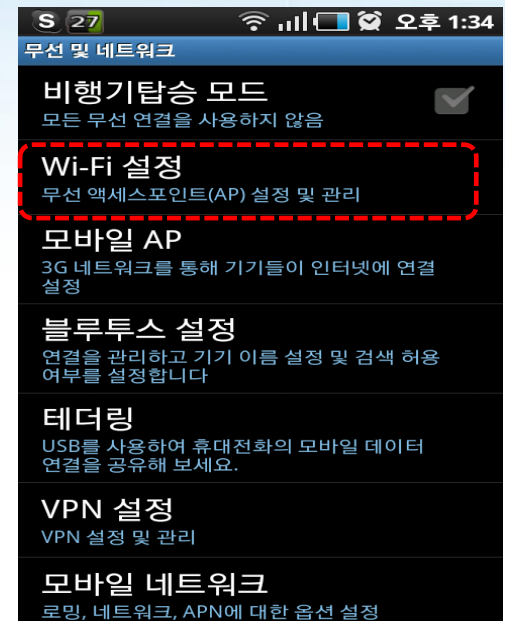 S 27 오후 1:34
무선 및 네트워크
비행기탑승 모드
모든 무선 연결을 사용하지 않음
Wi-Fi 설정
무선 액세스포인트(AP) 설정 및 관리
모바일 AP
3G 네트워크를 통해 기기들이 인터넷에 연결
설정
블루투스 설정
연결을 관리하고 기기 이름 설정 및 검색 허용
여부를 설정합니다
테더링
USB를 사용하여 휴대전화의 모바일 데이터
연결을 공유해 보세요.
VPN 설정
VPN 설정 및 관리
모바일 네트워크
로밍, 네트워크, APN에 대한 옵션 설정